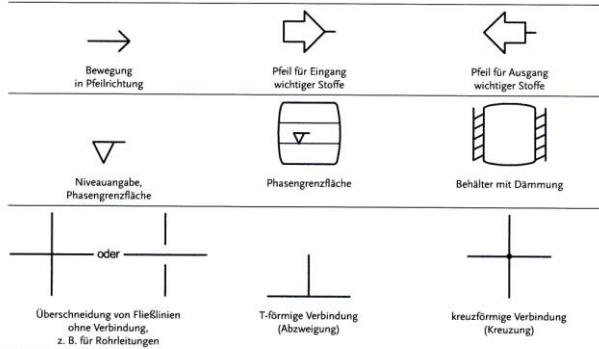 Bewegung
in Pfeilrichtung
Pfeil für Eingang
wichtiger Stoffe
Pfeil für Ausgang
wichtiger Stoffe
Niveauangabe,
Phasengrenzfläche
Phasengrenzfläche
Behälter mit Dämmung
oder
Überschneidung von Fließlinien
ohne Verbindung,
z. B. für Rohrleitungen
T-förmige Verbindung
(Abzweigung)
kreuzförmige Verbindung
(Kreuzung)